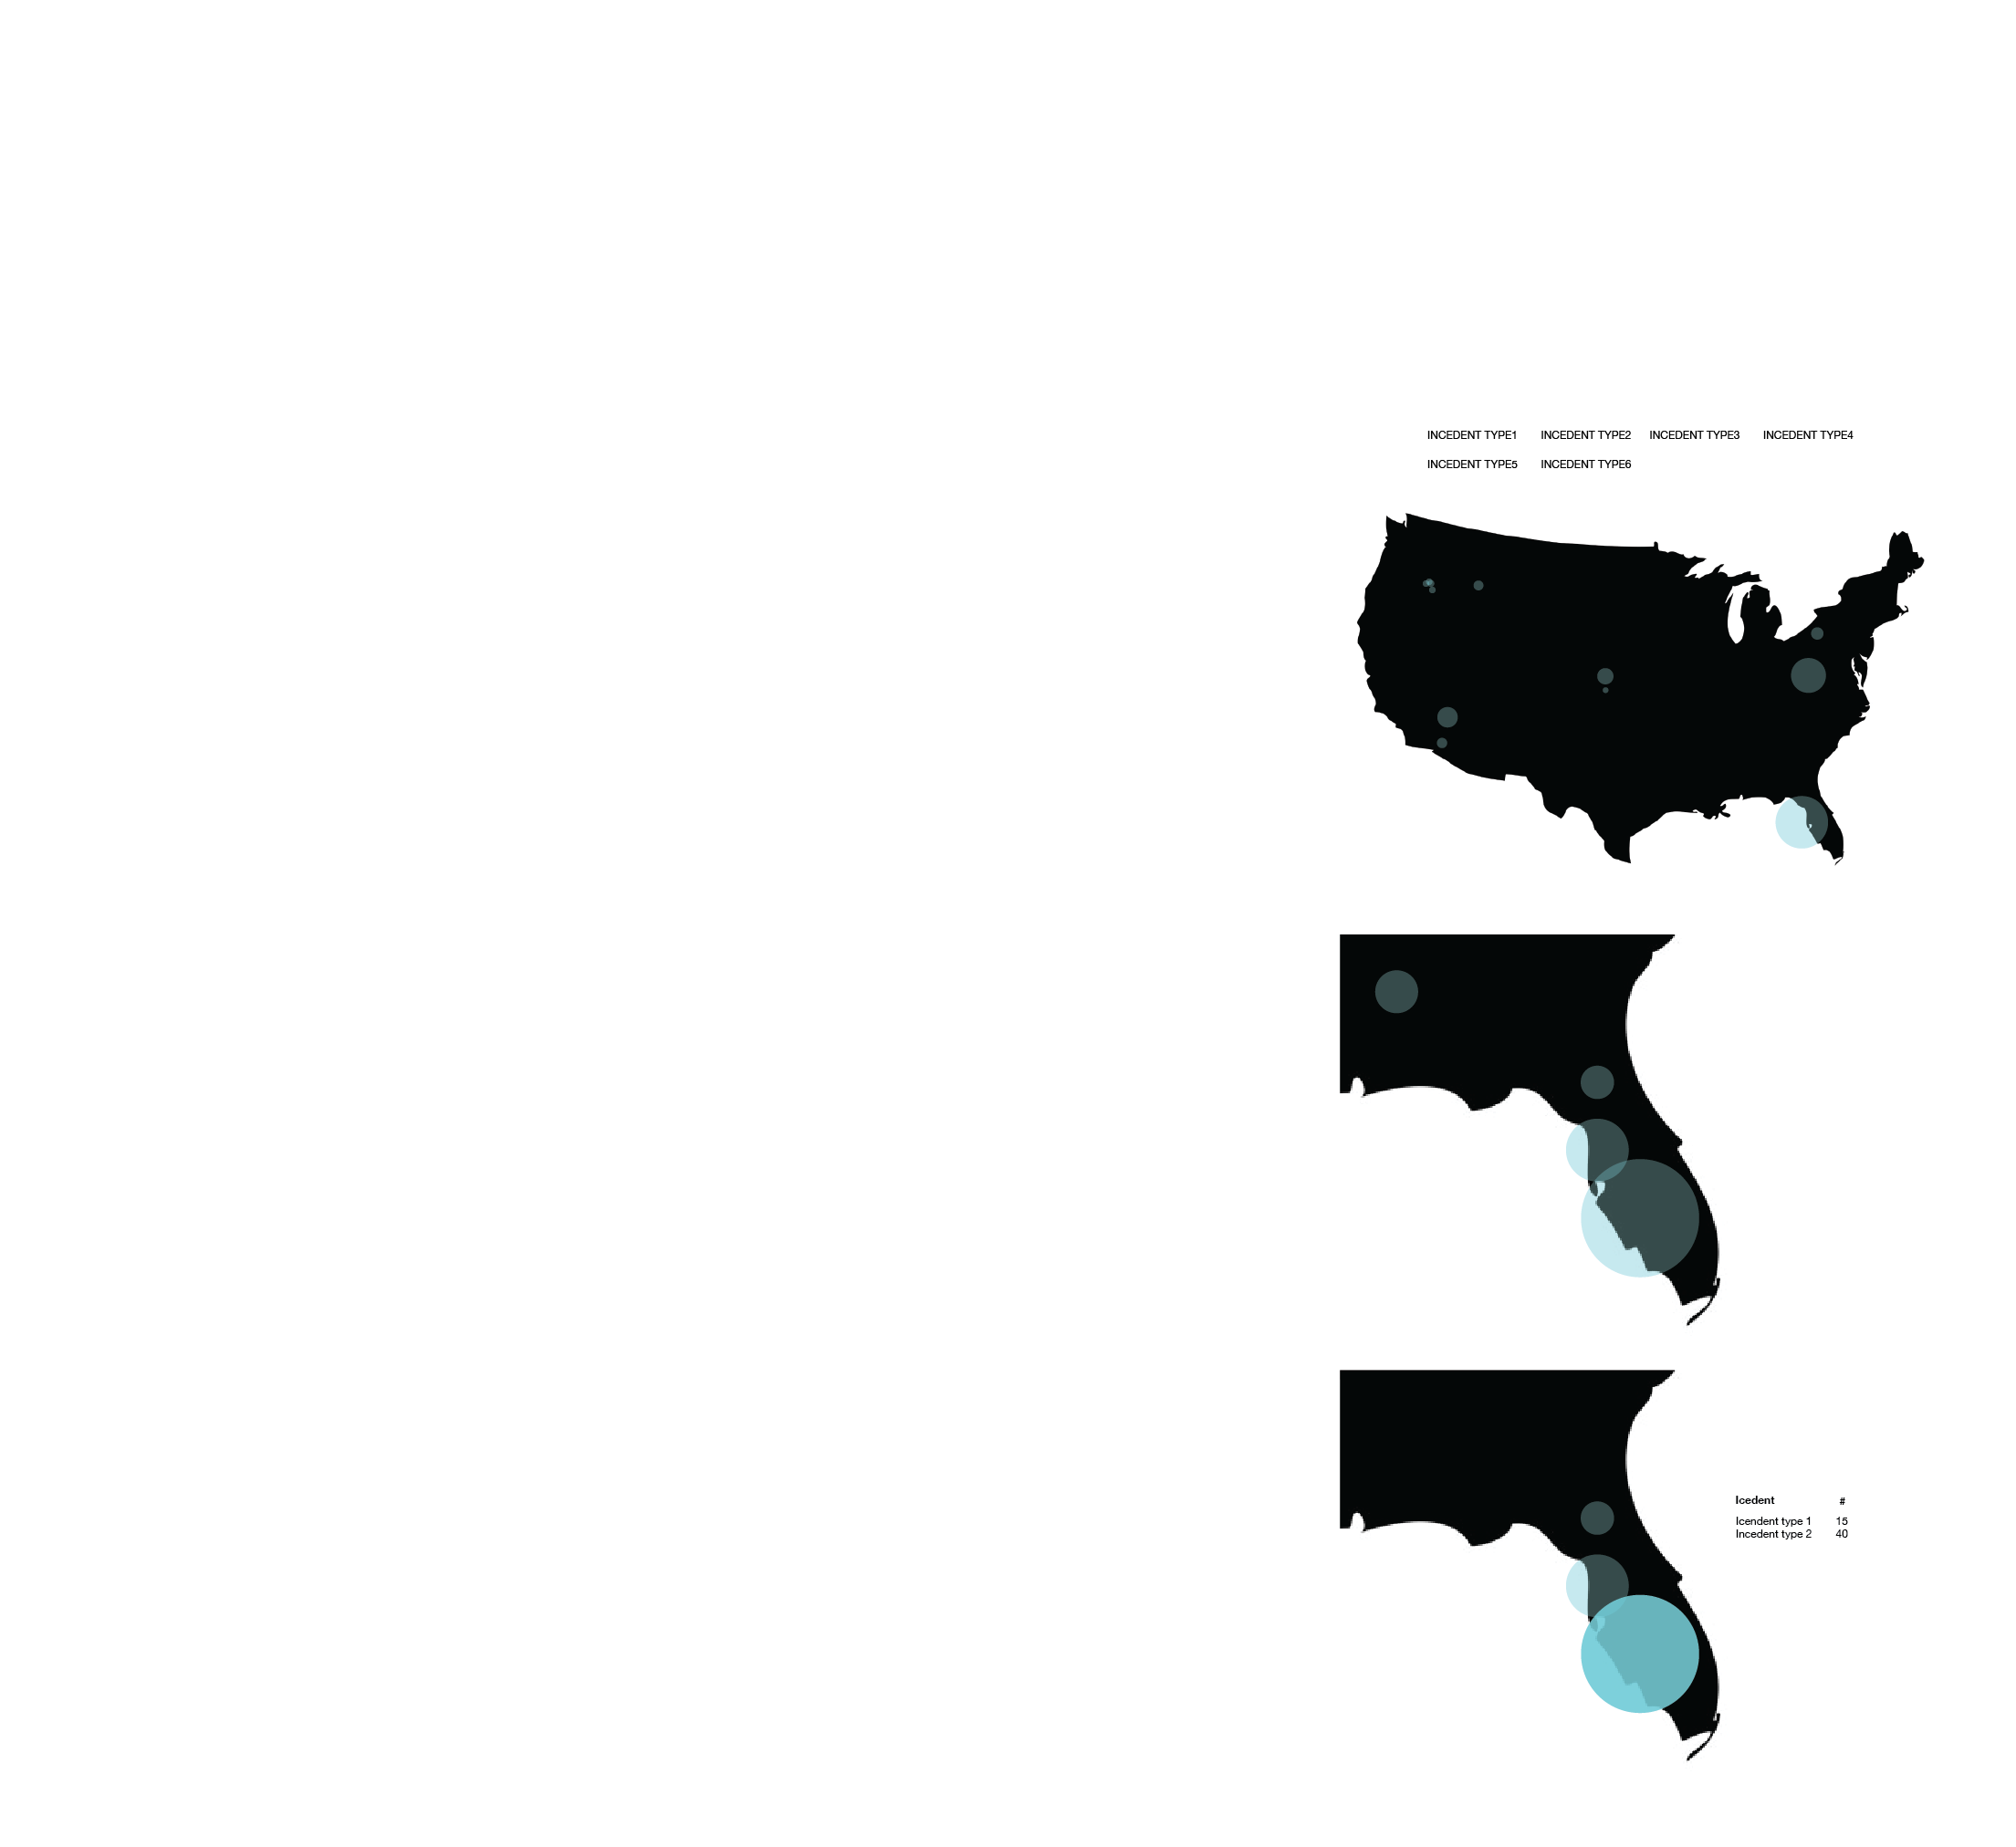 INCEDENT TYPE1 INCEDENT TYPE2 INCEDENT TYPE3 INCEDENT TYPE4
INCEDENT TYPE5 INCEDENT TYPE6
Icedent #
Icendent type 1 15
Incedent type 2 40